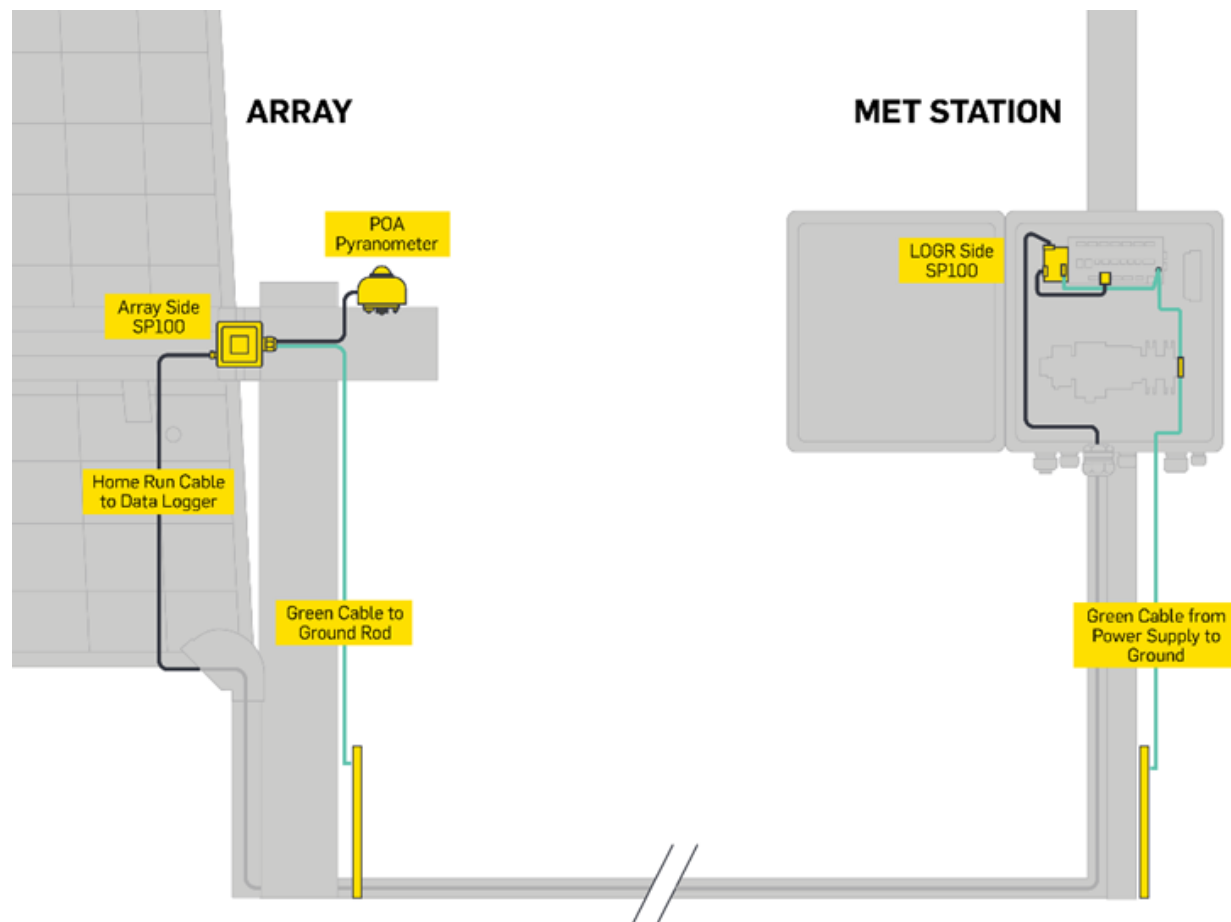 ARRAY
MET STATION
POA
Pyranometer
LOGR Side
SP100
Array Side
SP100
Home Run Cable
to Data Logger
Green Cable to
Ground Rod
Green Cable from
Power Supply to
Ground